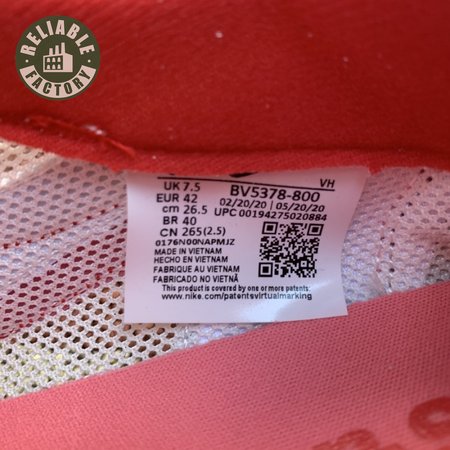 RELIABLE
FACTORY
VH
UK 7.5 BV5378-800
EUR 42 02/20/20 | 05/20/20
cm 26.5 UPC 00194275020884
BR 40
CN 265(2.5)
0176N00NAPMJZ
MADE IN VIETNAM
HECHO EN VIETNAM
FABRIQUE AU VIETNAM
FABRICADO NO VIETNÃ
This product is covered by one or more patents.
www.nike.com/patentsvirtualmarking